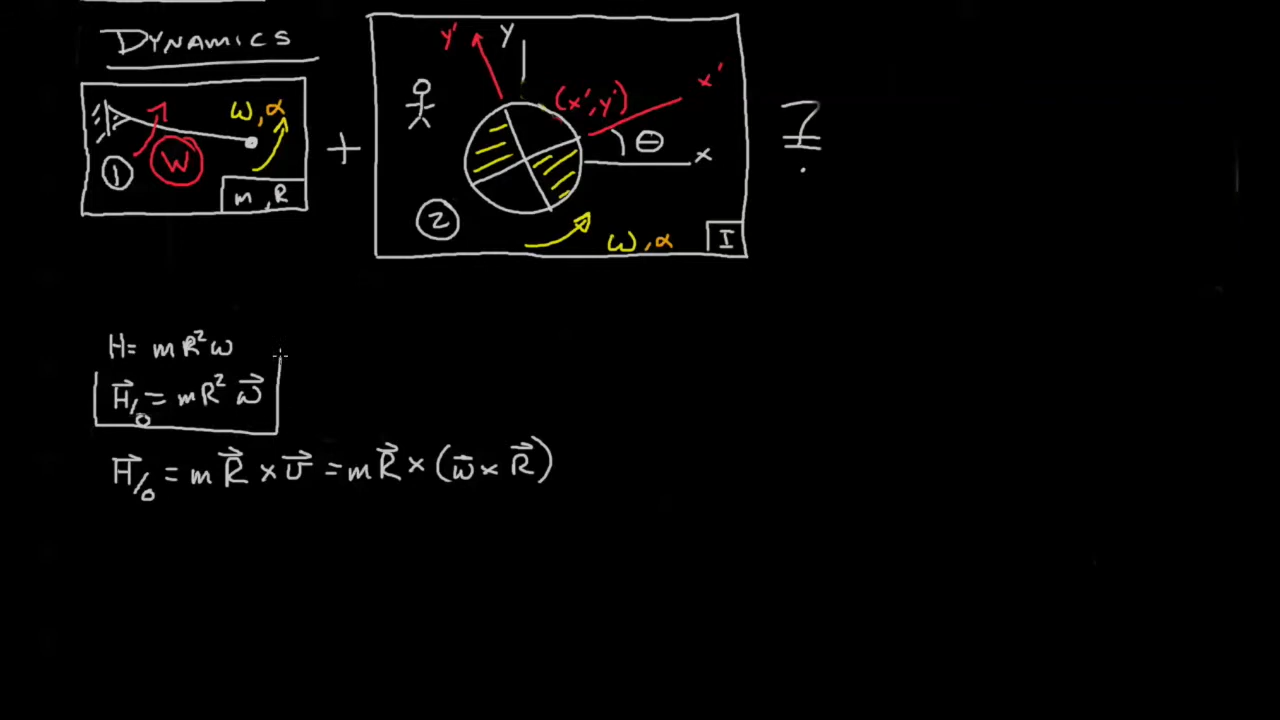 DYNAMICS
ω, α
W
1
m, R
+
y'
y
(x', y')
x'
θ
x
2
ω, α
I
?
H = mR²ω
H⃗/o = mR² ω⃗
H⃗/o = m R⃗ × v⃗ = m R⃗ × (ω⃗ × R⃗)